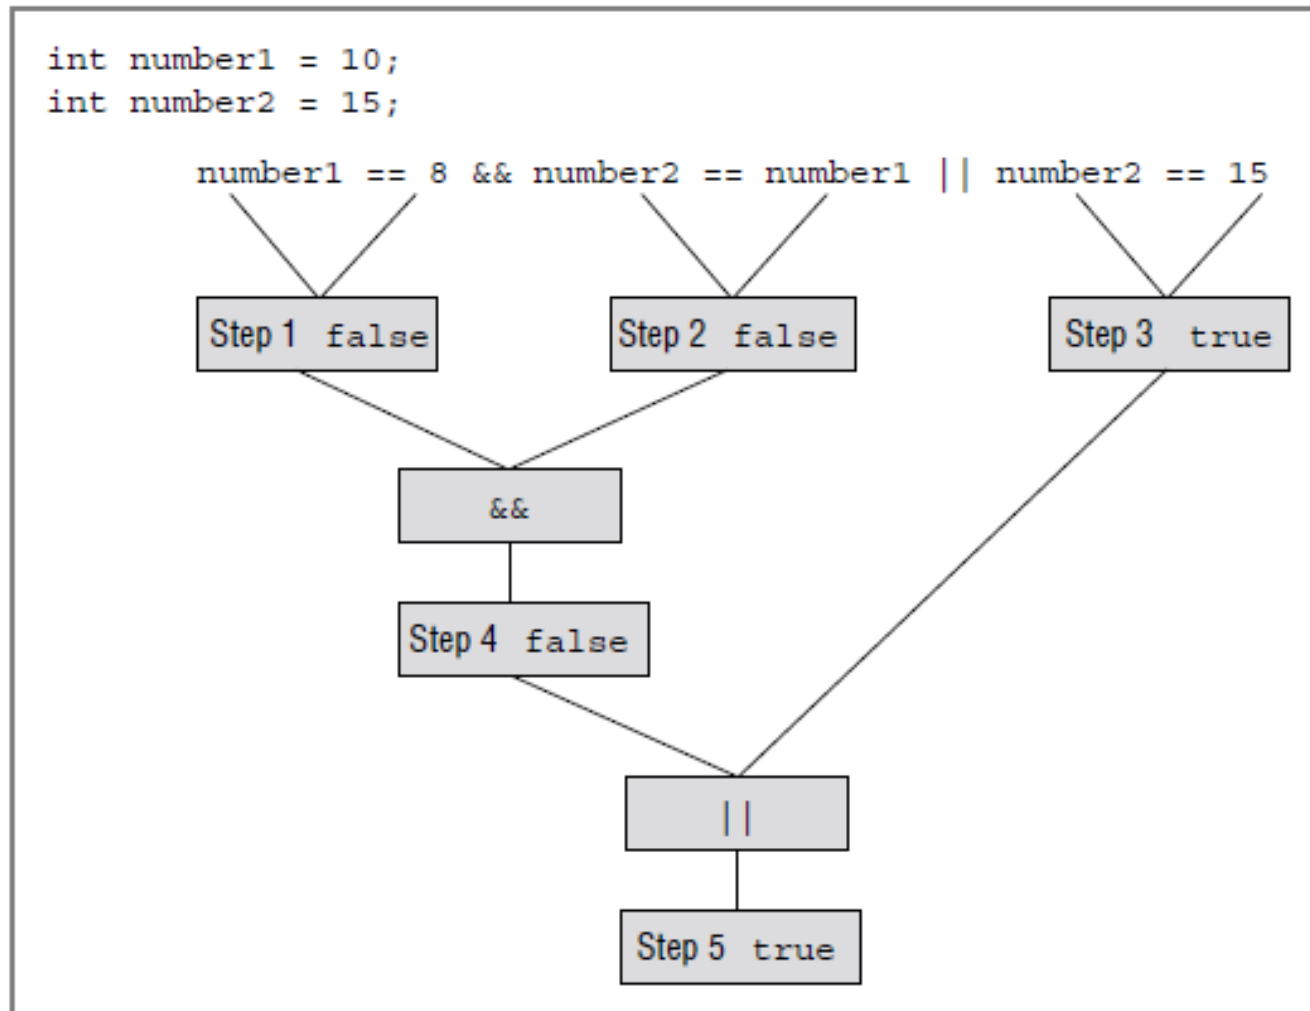 int number1 = 10;
int number2 = 15;
number1 == 8 && number2 == number1 || number2 == 15
Step 1 false
Step 2 false
Step 3 true
&&
Step 4 false
||
Step 5 true